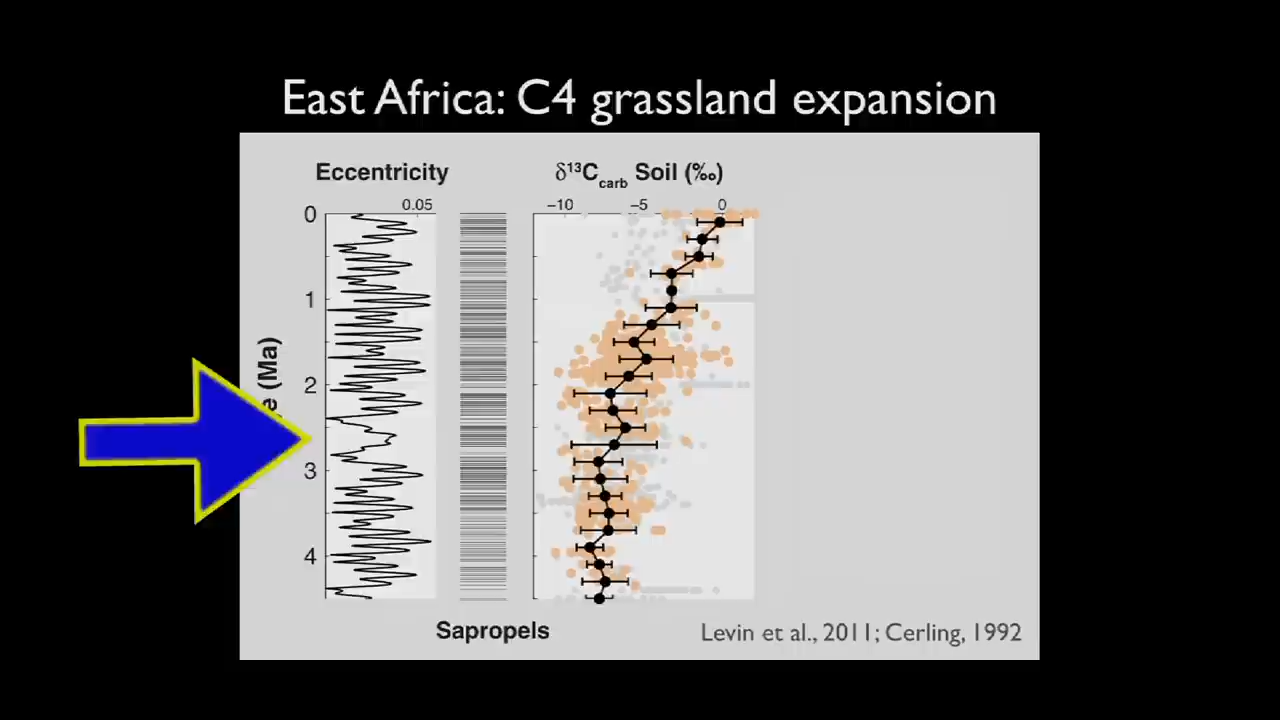 East Africa: C4 grassland expansion
Eccentricity
δ¹³Ccarb Soil (‰)
0.05
−10 −5 0
0
1
2
3
4
e (Ma)
Sapropels
Levin et al., 2011; Cerling, 1992